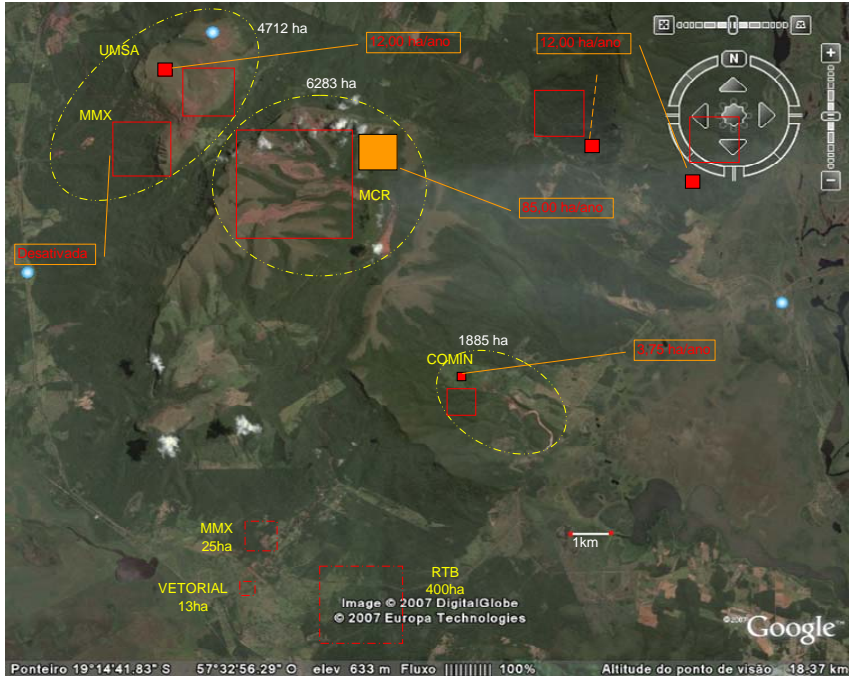 4712 ha
UMSA
12,00 ha/ano
12,00 ha/ano
N
6283 ha
MMX
MCR
85,00 ha/ano
Desativada
1885 ha
COMIN
3,75 ha/ano
MMX
25ha
1km
VETORIAL
13ha
RTB
400ha
Image © 2007 DigitalGlobe
© 2007 Europa Technologies
© 2007 Google™
Ponteiro 19°14'41.83" S 57°32'56.29" O elev 633 m Fluxo |||||||||| 100% Altitude do ponto de visão 18.37 km